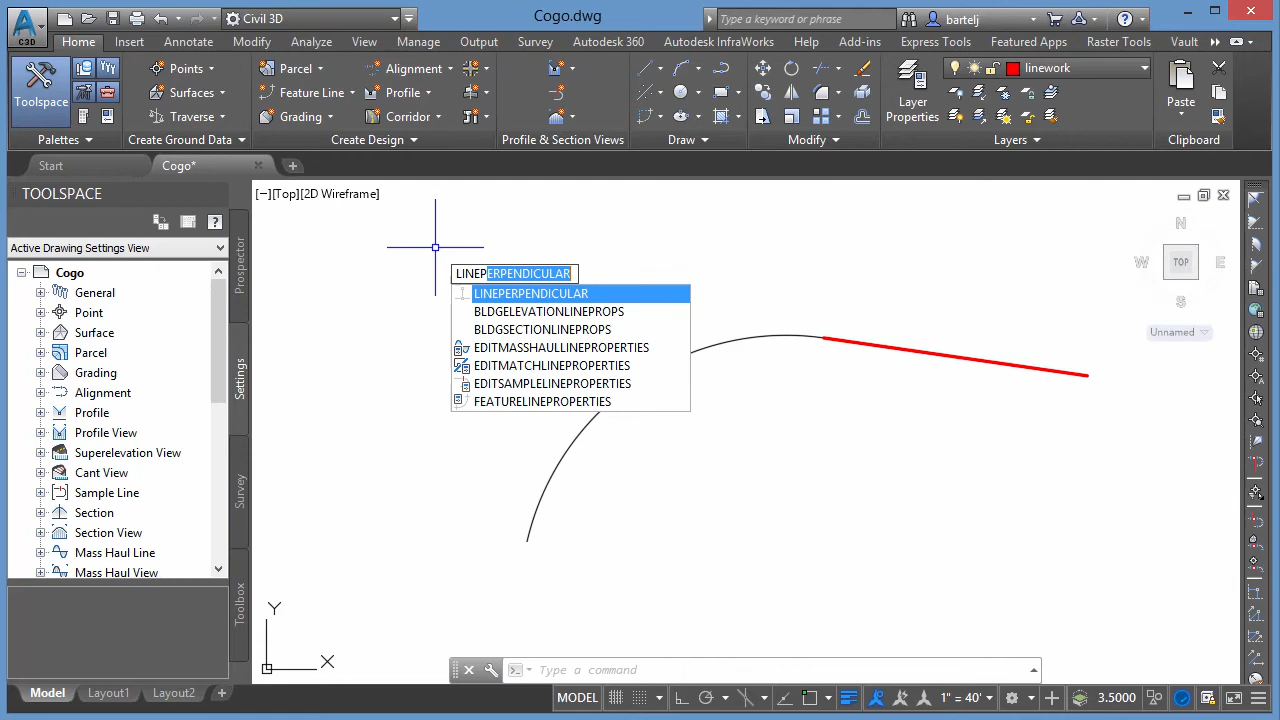 Civil 3D
Cogo.dwg
Type a keyword or phrase
bartelj
C3D
Home
Insert
Annotate
Modify
Analyze
View
Manage
Output
Survey
Autodesk 360
Autodesk InfraWorks
Help
Add-ins
Express Tools
Featured Apps
Raster Tools
Vault
Toolspace
Points
Surfaces
Traverse
Parcel
Feature Line
Grading
Alignment
Profile
Corridor
Layer
Properties
linework
Paste
Palettes
Create Ground Data
Create Design
Profile & Section Views
Draw
Modify
Layers
Clipboard
Start
Cogo*
TOOLSPACE
Active Drawing Settings View
Cogo
General
Point
Surface
Parcel
Grading
Alignment
Profile
Profile View
Superelevation View
Cant View
Sample Line
Section
Section View
Mass Haul Line
Mass Haul View
Prospector
Settings
Survey
Toolbox
[−][Top][2D Wireframe]
LINEPERPENDICULAR
LINEPERPENDICULAR
BLDGELEVATIONLINEPROPS
BLDGSECTIONLINEPROPS
EDITMASSHAULLINEPROPERTIES
EDITMATCHLINEPROPERTIES
EDITSAMPLELINEPROPERTIES
FEATURELINEPROPERTIES
N
W
TOP
E
S
Unnamed
Y
X
Type a command
Model
Layout1
Layout2
MODEL
1" = 40'
3.5000